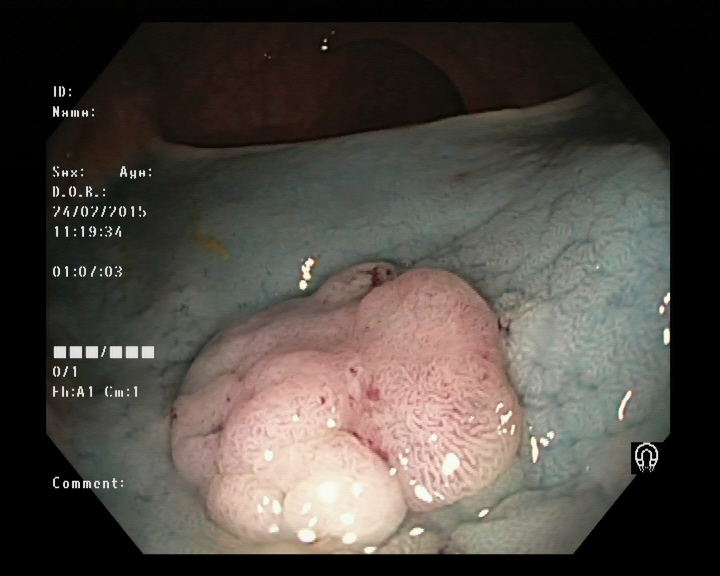 ID:
Name:
Sex: Age:
D.O.B.:
24/02/2015
11:19:34
01:07:03
■■■/■■■
0/1
Eh:A1 Cm:1
Comment: